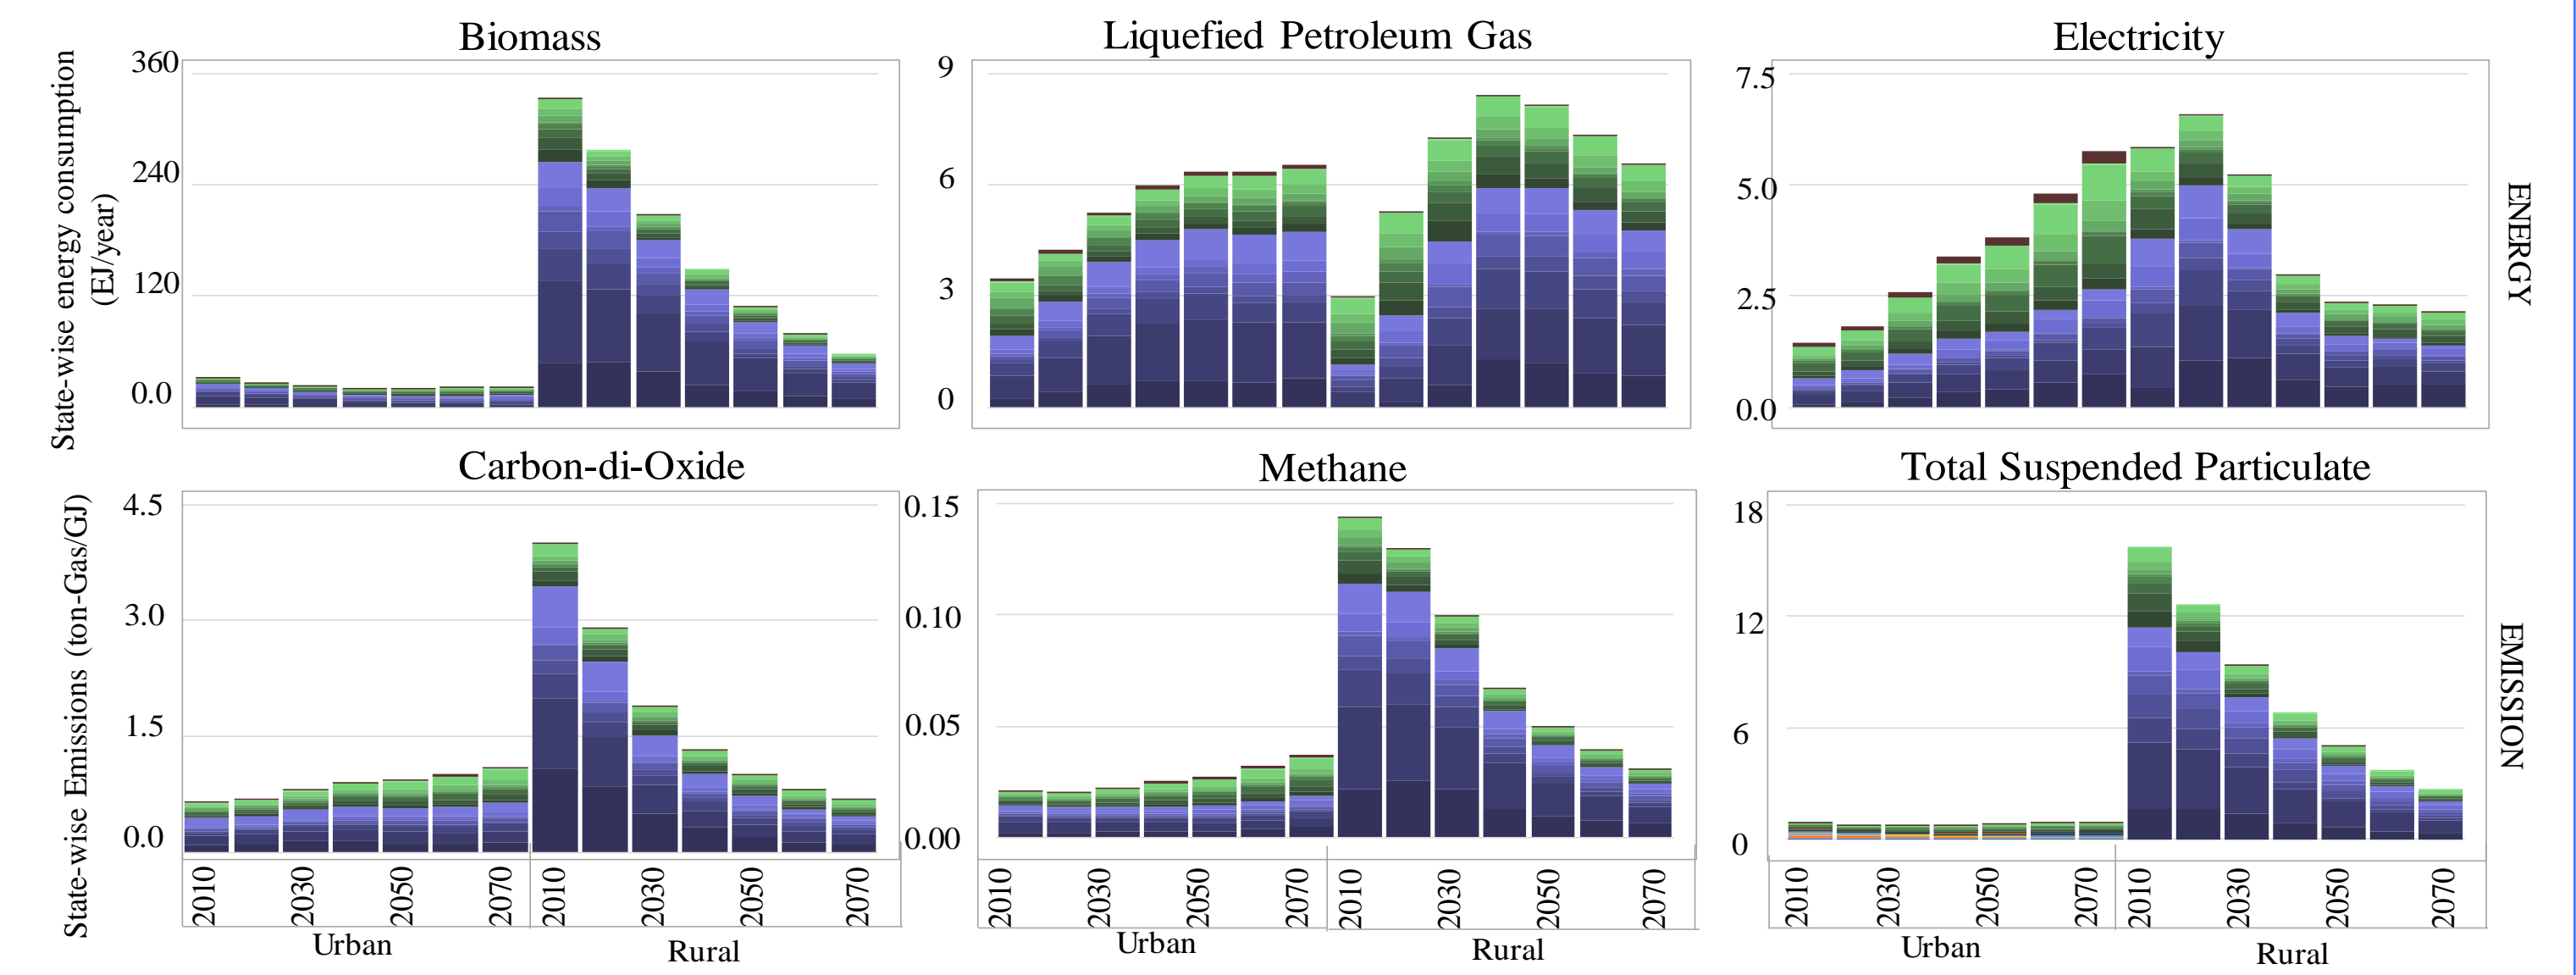 Biomass
Liquefied Petroleum Gas
Electricity
State-wise energy consumption
(EJ/year)
360
240
120
0.0
9
6
3
0
7.5
5.0
2.5
0.0
ENERGY
Carbon-di-Oxide
Methane
Total Suspended Particulate
State-wise Emissions (ton-Gas/GJ)
4.5
3.0
1.5
0.0
0.15
0.10
0.05
0.00
18
12
6
0
EMISSION
2010 2030 2050 2070 2010 2030 2050 2070
Urban Rural
2010 2030 2050 2070 2010 2030 2050 2070
Urban Rural
2010 2030 2050 2070 2010 2030 2050 2070
Urban Rural